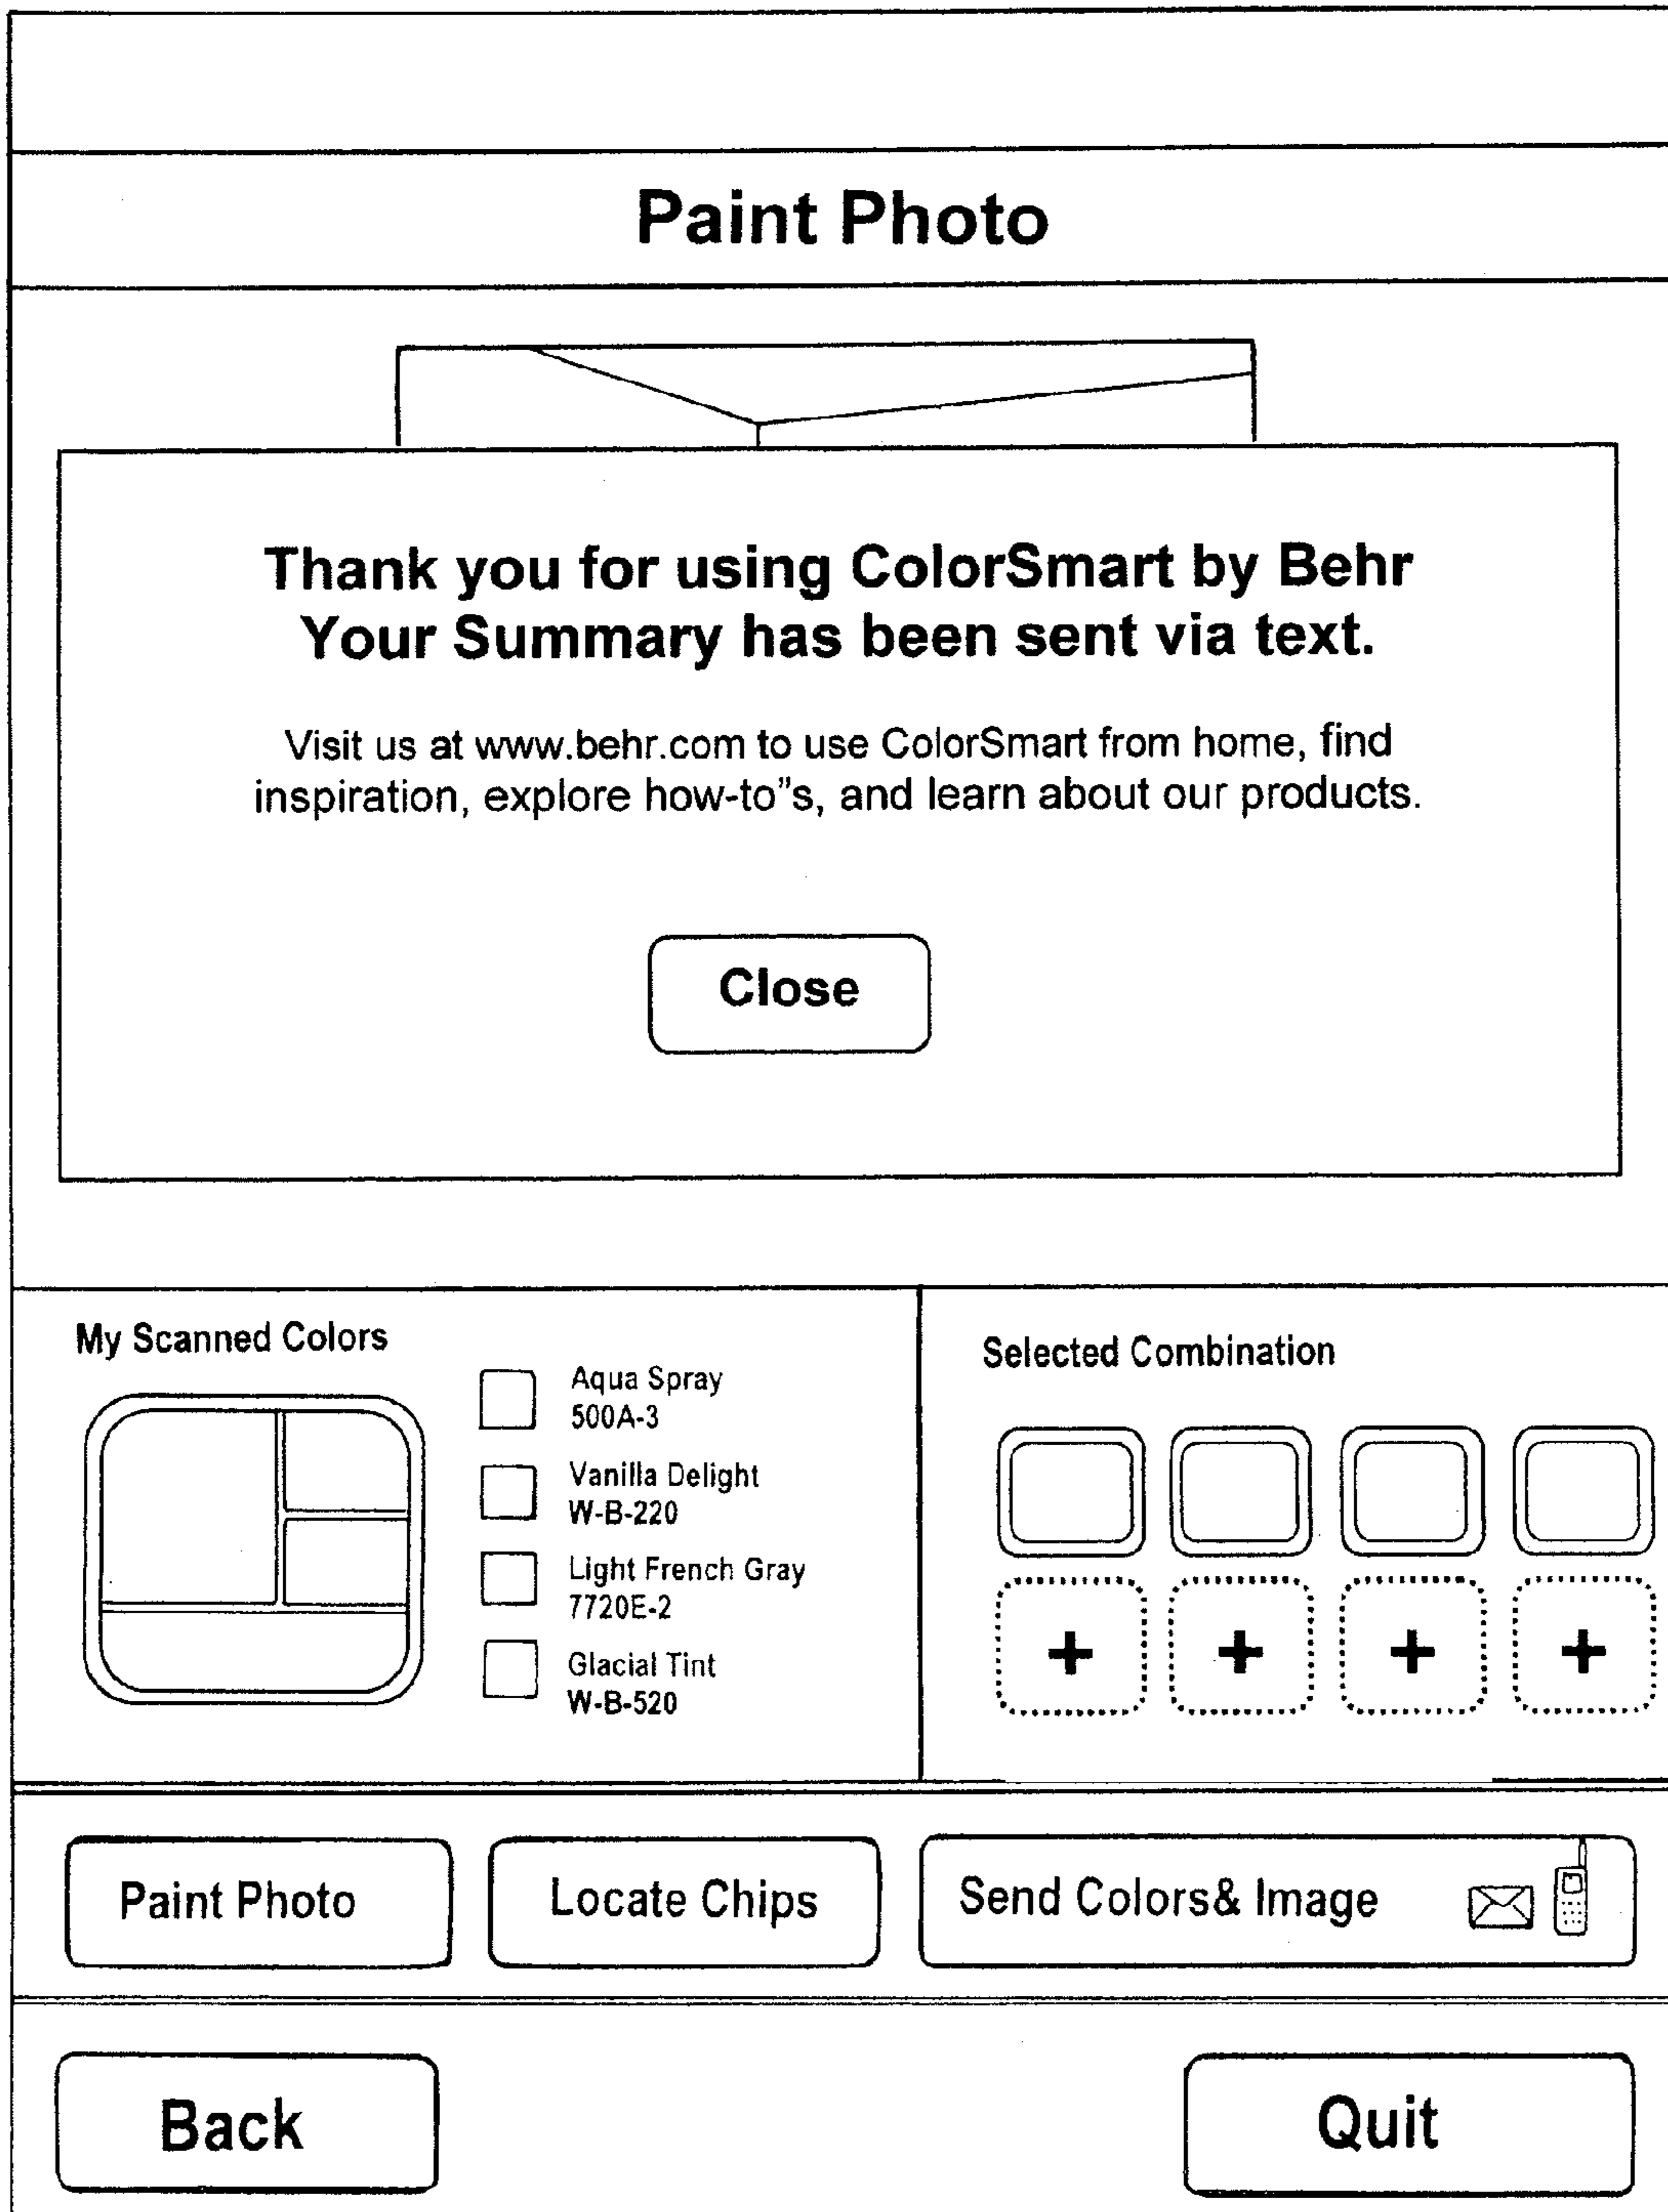 Paint Photo
Thank you for using ColorSmart by Behr
Your Summary has been sent via text.
Visit us at www.behr.com to use ColorSmart from home, find
inspiration, explore how-to"s, and learn about our products.
Close
My Scanned Colors
Aqua Spray
500A-3
Vanilla Delight
W-B-220
Light French Gray
7720E-2
Glacial Tint
W-B-520
Selected Combination
+ + + +
Paint Photo
Locate Chips
Send Colors& Image
Back
Quit